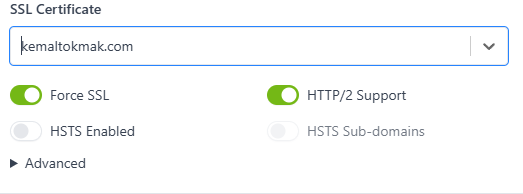 SSL Certificate
kemaltokmak.com
Force SSL
HTTP/2 Support
HSTS Enabled
HSTS Sub-domains
Advanced